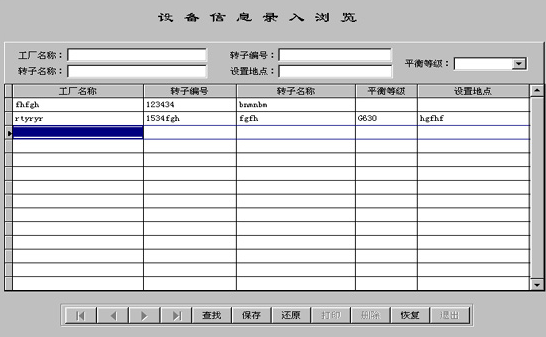 设备信息录入浏览
工厂名称： 转子编号：
平衡等级：
转子名称： 设置地点：
工厂名称 转子编号 转子名称 平衡等级 设置地点
fhfgh 123434 bnmnbm
rtyryr 1534fgh fgfh G630 hgfhf
查找 保存 还原 打印 删除 恢复 退出